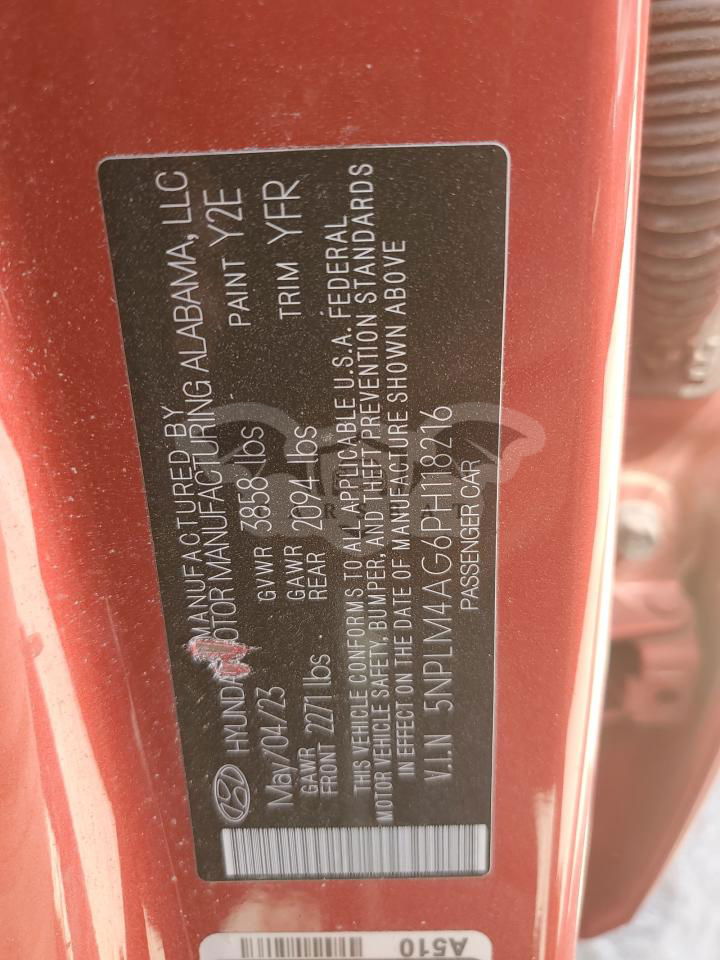 MANUFACTURED BY
HYUNDAI MOTOR MANUFACTURING ALABAMA, LLC
May/04/23 GVWR 3858 lbs PAINT Y2E
GAWR FRONT 2271 lbs GAWR REAR 2094 lbs TRIM YFR
THIS VEHICLE CONFORMS TO ALL APPLICABLE U.S.A. FEDERAL
MOTOR VEHICLE SAFETY, BUMPER, AND THEFT PREVENTION STANDARDS
IN EFFECT ON THE DATE OF MANUFACTURE SHOWN ABOVE
V.I.N 5NPLM4AG6PH118216
PASSENGER CAR
A510